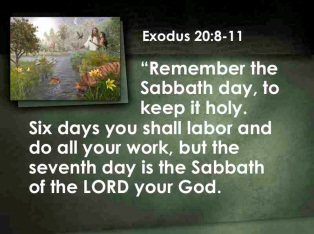 Exodus 20:8-11
“Remember the
Sabbath day, to
keep it holy.
Six days you shall labor and
do all your work, but the
seventh day is the Sabbath
of the LORD your God.